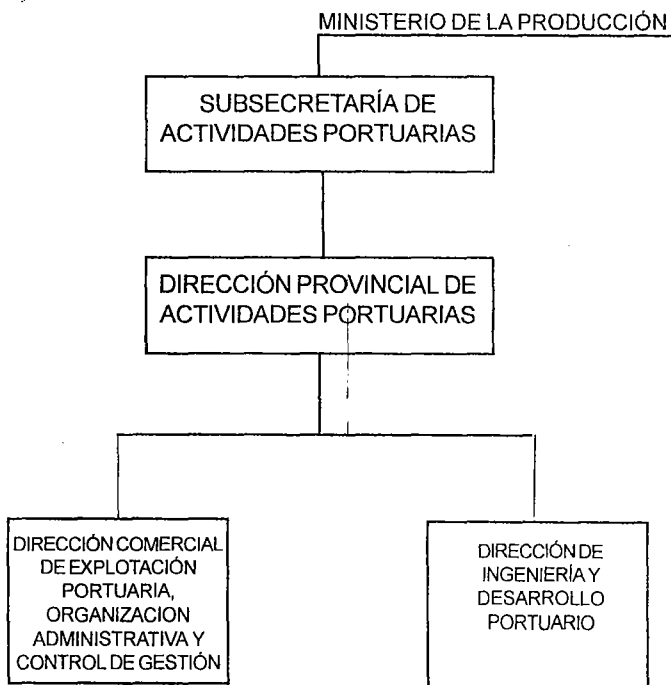 MINISTERIO DE LA PRODUCCIÓN
SUBSECRETARÍA DE
ACTIVIDADES PORTUARIAS
DIRECCIÓN PROVINCIAL DE
ACTIVIDADES PORTUARIAS
DIRECCIÓN COMERCIAL
DE EXPLOTACIÓN
PORTUARIA,
ORGANIZACION
ADMINISTRATIVA Y
CONTROL DE GESTIÓN
DIRECCIÓN DE
INGENIERÍA Y
DESARROLLO
PORTUARIO